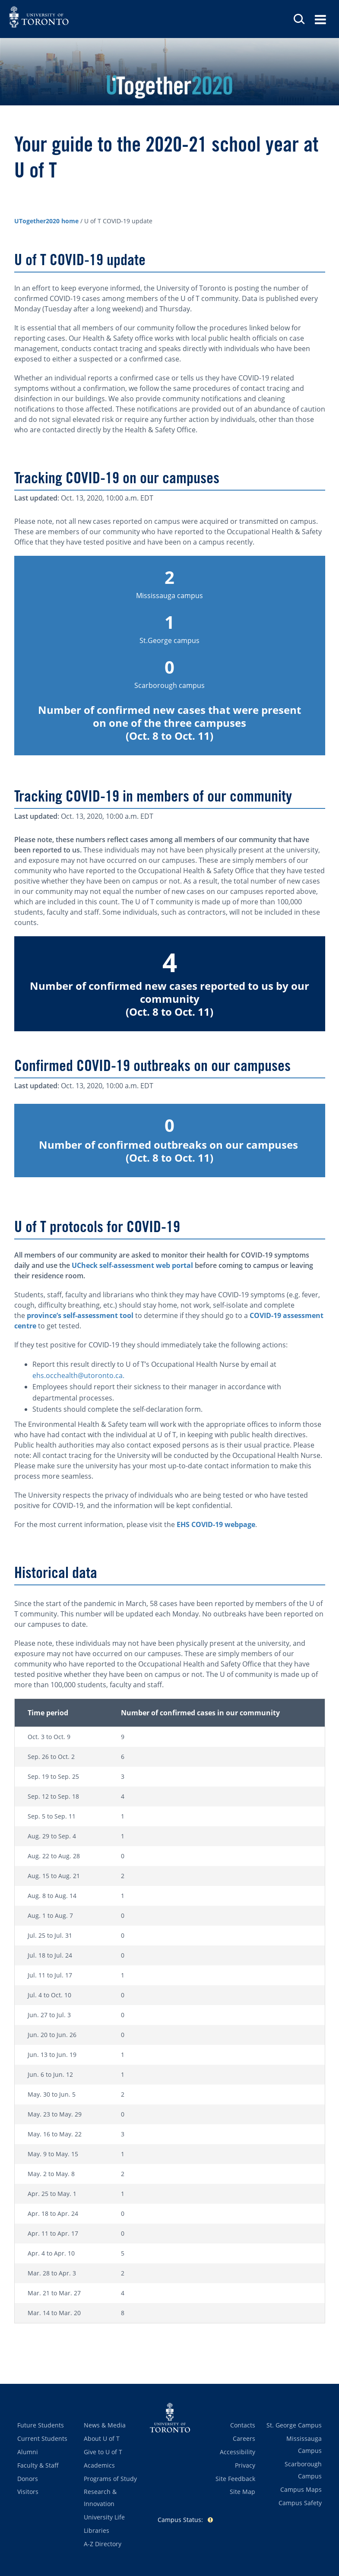 UNIVERSITY OF
TORONTO
UTogether2020
Your guide to the 2020-21 school year at
U of T
UTogether2020 home / U of T COVID-19 update
U of T COVID-19 update
In an effort to keep everyone informed, the University of Toronto is posting the number of
confirmed COVID-19 cases among members of the U of T community. Data is published every
Monday (Tuesday after a long weekend) and Thursday.
It is essential that all members of our community follow the procedures linked below for
reporting cases. Our Health & Safety office works with local public health officials on case
management, conducts contact tracing and speaks directly with individuals who have been
exposed to either a suspected or a confirmed case.
Whether an individual reports a confirmed case or tells us they have COVID-19 related
symptoms without a confirmation, we follow the same procedures of contact tracing and
disinfection in our buildings. We also provide community notifications and cleaning
notifications to those affected. These notifications are provided out of an abundance of caution
and do not signal elevated risk or require any further action by individuals, other than those
who are contacted directly by the Health & Safety Office.
Tracking COVID-19 on our campuses
Last updated: Oct. 13, 2020, 10:00 a.m. EDT
Please note, not all new cases reported on campus were acquired or transmitted on campus.
These are members of our community who have reported to the Occupational Health & Safety
Office that they have tested positive and have been on a campus recently.
2
Mississauga campus
1
St.George campus
0
Scarborough campus
Number of confirmed new cases that were present
on one of the three campuses
(Oct. 8 to Oct. 11)
Tracking COVID-19 in members of our community
Last updated: Oct. 13, 2020, 10:00 a.m. EDT
Please note, these numbers reflect cases among all members of our community that have
been reported to us. These individuals may not have been physically present at the university,
and exposure may not have occurred on our campuses. These are simply members of our
community who have reported to the Occupational Health & Safety Office that they have tested
positive whether they have been on campus or not. As a result, the total number of new cases
in our community may not equal the number of new cases on our campuses reported above,
which are included in this count. The U of T community is made up of more than 100,000
students, faculty and staff. Some individuals, such as contractors, will not be included in these
counts.
4
Number of confirmed new cases reported to us by our
community
(Oct. 8 to Oct. 11)
Confirmed COVID-19 outbreaks on our campuses
Last updated: Oct. 13, 2020, 10:00 a.m. EDT
0
Number of confirmed outbreaks on our campuses
(Oct. 8 to Oct. 11)
U of T protocols for COVID-19
All members of our community are asked to monitor their health for COVID-19 symptoms
daily and use the UCheck self-assessment web portal before coming to campus or leaving
their residence room.
Students, staff, faculty and librarians who think they may have COVID-19 symptoms (e.g. fever,
cough, difficulty breathing, etc.) should stay home, not work, self-isolate and complete
the province's self-assessment tool to determine if they should go to a COVID-19 assessment
centre to get tested.
If they test positive for COVID-19 they should immediately take the following actions:
• Report this result directly to U of T's Occupational Health Nurse by email at
ehs.occhealth@utoronto.ca.
• Employees should report their sickness to their manager in accordance with
departmental processes.
• Students should complete the self-declaration form.
The Environmental Health & Safety team will work with the appropriate offices to inform those
who have had contact with the individual at U of T, in keeping with public health directives.
Public health authorities may also contact exposed persons as is their usual practice. Please
note: All contact tracing for the University will be conducted by the Occupational Health Nurse.
Please make sure the university has your most up-to-date contact information to make this
process more seamless.
The University respects the privacy of individuals who are being tested or who have tested
positive for COVID-19, and the information will be kept confidential.
For the most current information, please visit the EHS COVID-19 webpage.
Historical data
Since the start of the pandemic in March, 58 cases have been reported by members of the U of
T community. This number will be updated each Monday. No outbreaks have been reported on
our campuses to date.
Please note, these individuals may not have been physically present at the university, and
exposure may not have occurred on our campuses. These are simply members of our
community who have reported to the Occupational Health and Safety Office that they have
tested positive whether they have been on campus or not. The U of T community is made up of
more than 100,000 students, faculty and staff.
Time period Number of confirmed cases in our community
Oct. 3 to Oct. 9 9
Sep. 26 to Oct. 2 6
Sep. 19 to Sep. 25 3
Sep. 12 to Sep. 18 4
Sep. 5 to Sep. 11 1
Aug. 29 to Sep. 4 1
Aug. 22 to Aug. 28 0
Aug. 15 to Aug. 21 2
Aug. 8 to Aug. 14 1
Aug. 1 to Aug. 7 0
Jul. 25 to Jul. 31 0
Jul. 18 to Jul. 24 0
Jul. 11 to Jul. 17 1
Jul. 4 to Oct. 10 0
Jun. 27 to Jul. 3 0
Jun. 20 to Jun. 26 0
Jun. 13 to Jun. 19 1
Jun. 6 to Jun. 12 1
May. 30 to Jun. 5 2
May. 23 to May. 29 0
May. 16 to May. 22 3
May. 9 to May. 15 1
May. 2 to May. 8 2
Apr. 25 to May. 1 1
Apr. 18 to Apr. 24 0
Apr. 11 to Apr. 17 0
Apr. 4 to Apr. 10 5
Mar. 28 to Apr. 3 2
Mar. 21 to Mar. 27 4
Mar. 14 to Mar. 20 8
Future Students
Current Students
Alumni
Faculty & Staff
Donors
Visitors
News & Media
About U of T
Give to U of T
Academics
Programs of Study
Research &
Innovation
University Life
Libraries
A-Z Directory
UNIVERSITY OF
TORONTO
Campus Status:
Contacts
Careers
Accessibility
Privacy
Site Feedback
Site Map
St. George Campus
Mississauga
Campus
Scarborough
Campus
Campus Maps
Campus Safety